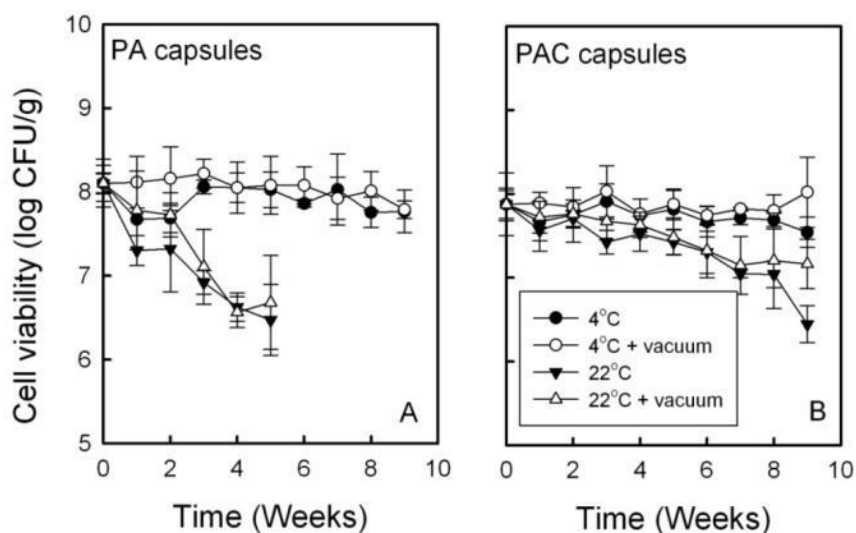 PA capsules
PAC capsules
Cell viability (log CFU/g)
10
9
8
7
6
5
0 2 4 6 8 10
Time (Weeks)
A
4°C
4°C + vacuum
22°C
22°C + vacuum
B
0 2 4 6 8 10
Time (Weeks)